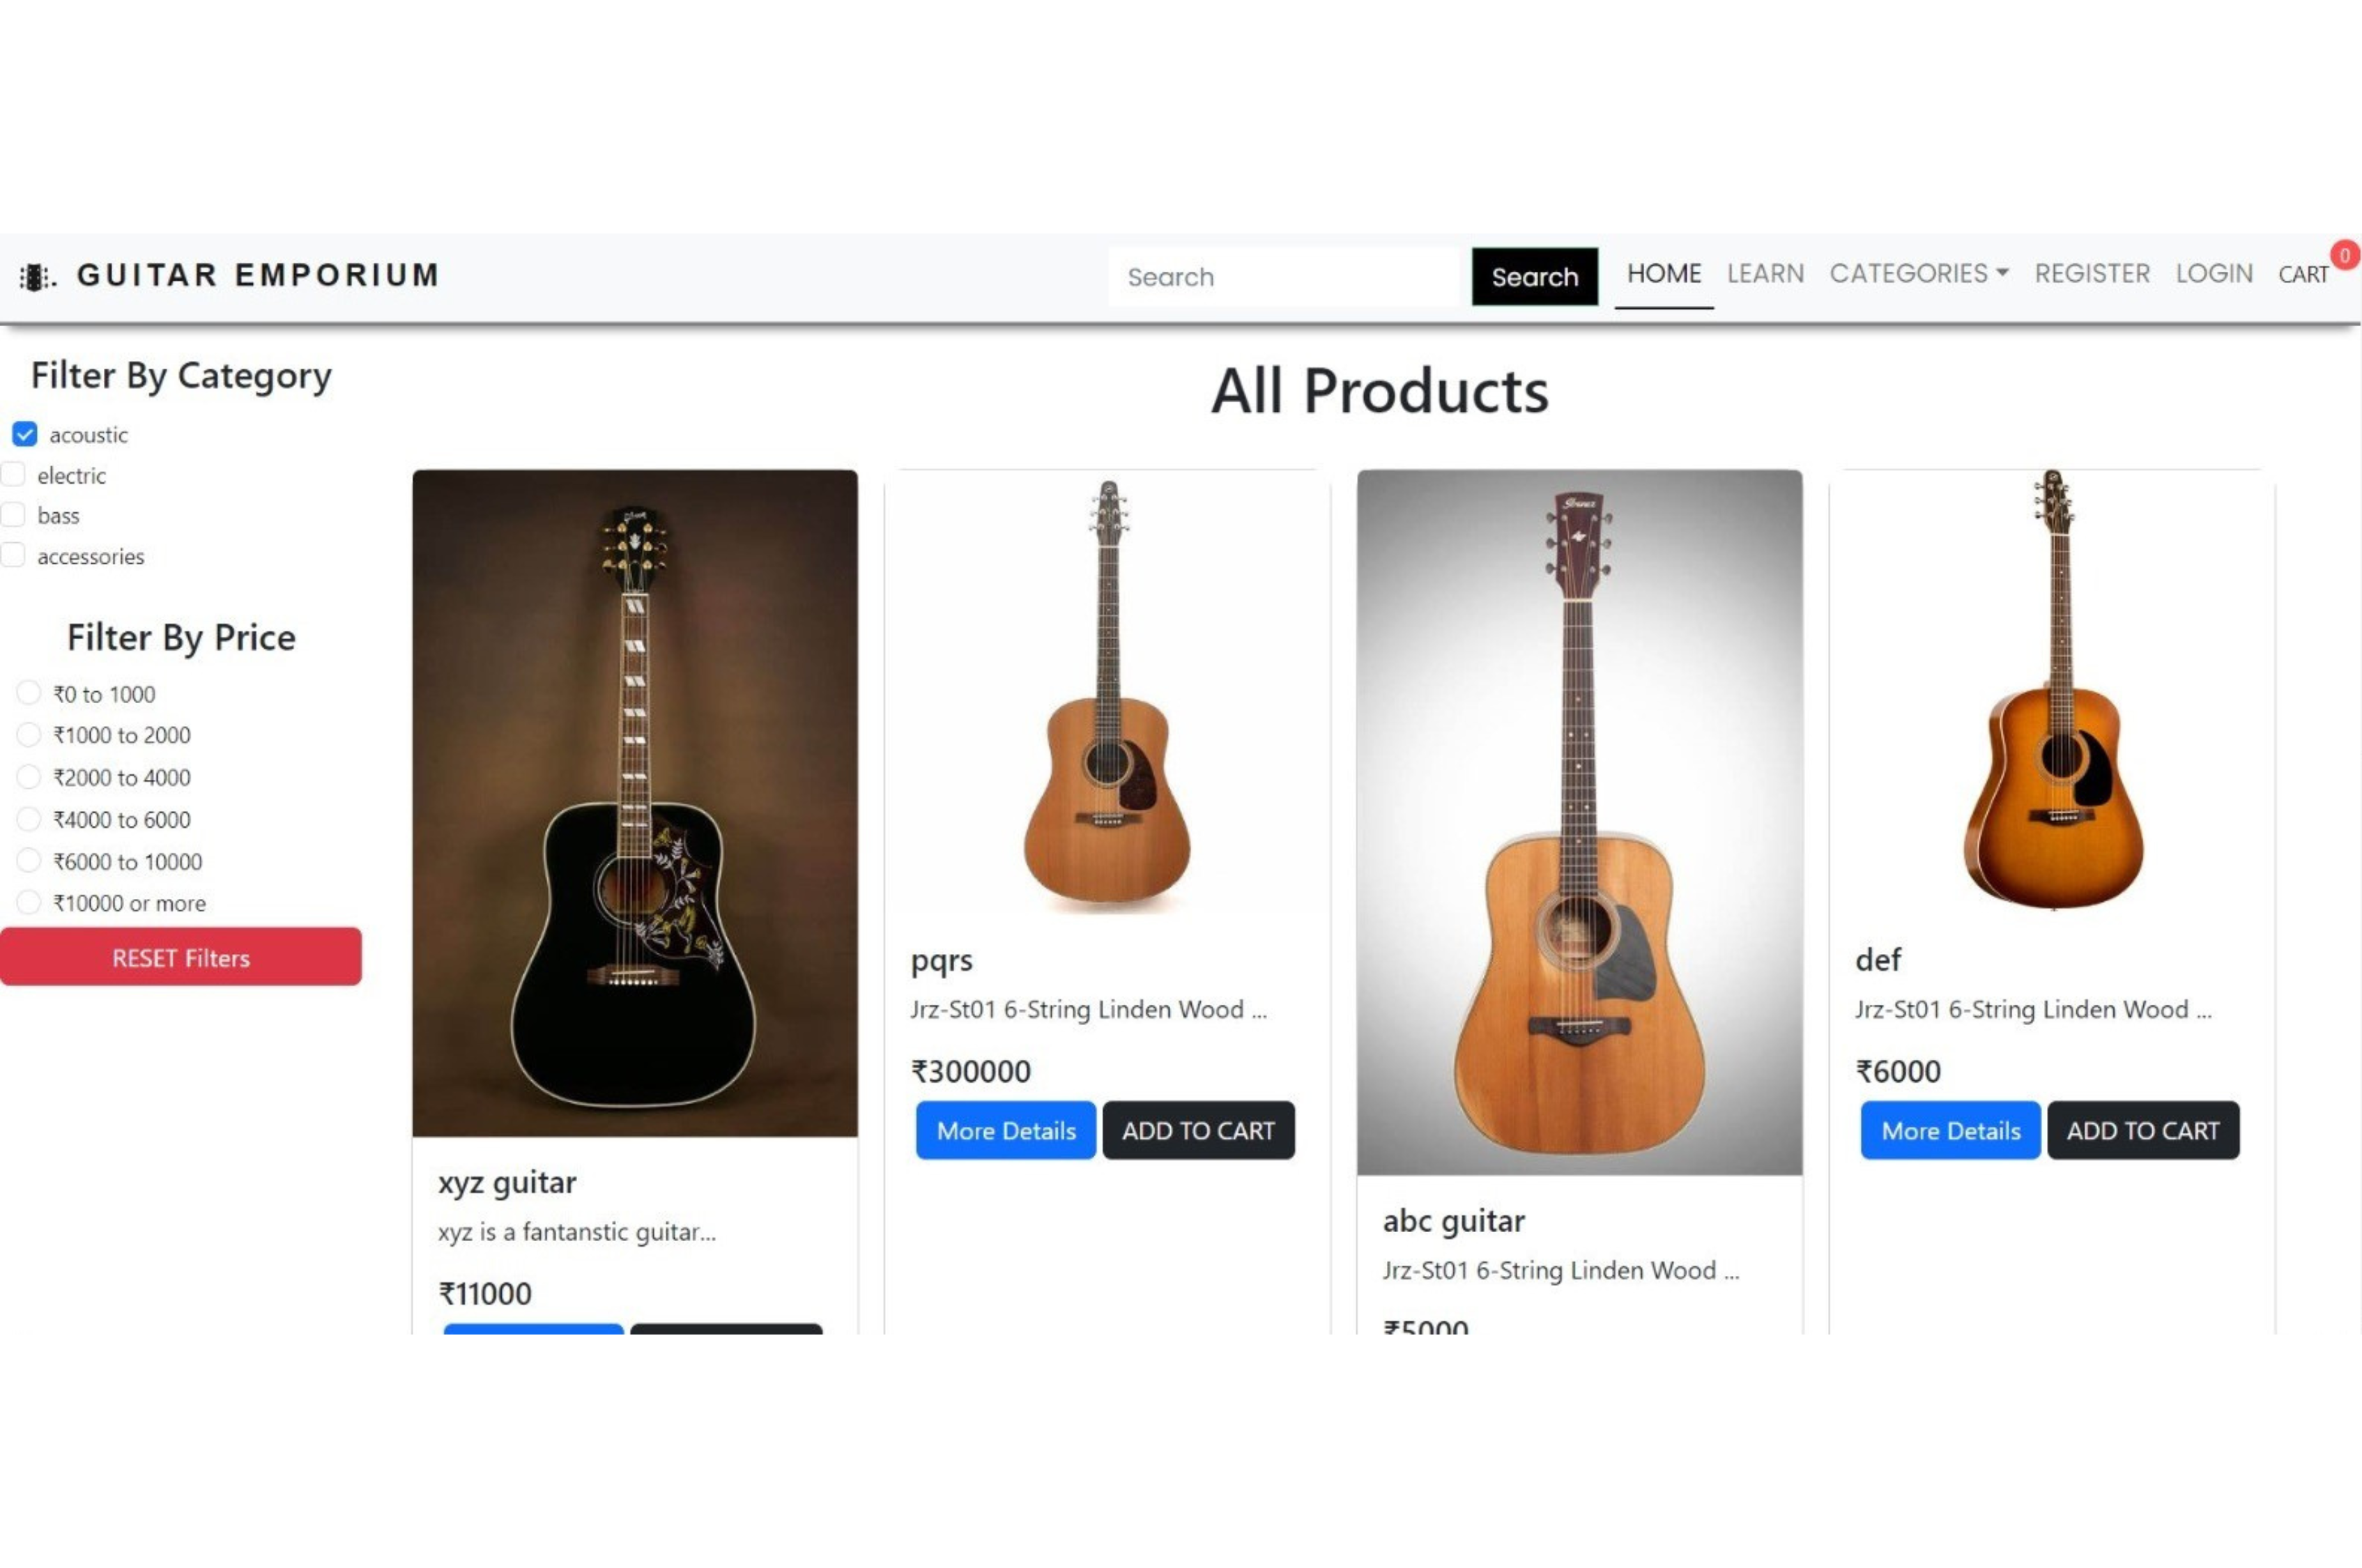 GUITAR EMPORIUM
Search
Search
HOME
LEARN
CATEGORIES
REGISTER
LOGIN
CART
0
Filter By Category
acoustic
electric
bass
accessories
Filter By Price
₹0 to 1000
₹1000 to 2000
₹2000 to 4000
₹4000 to 6000
₹6000 to 10000
₹10000 or more
RESET Filters
All Products
Gibson
xyz guitar
xyz is a fantanstic guitar...
₹11000
pqrs
Jrz-St01 6-String Linden Wood ...
₹300000
More Details
ADD TO CART
Ibanez
abc guitar
Jrz-St01 6-String Linden Wood ...
₹5000
def
Jrz-St01 6-String Linden Wood ...
₹6000
More Details
ADD TO CART